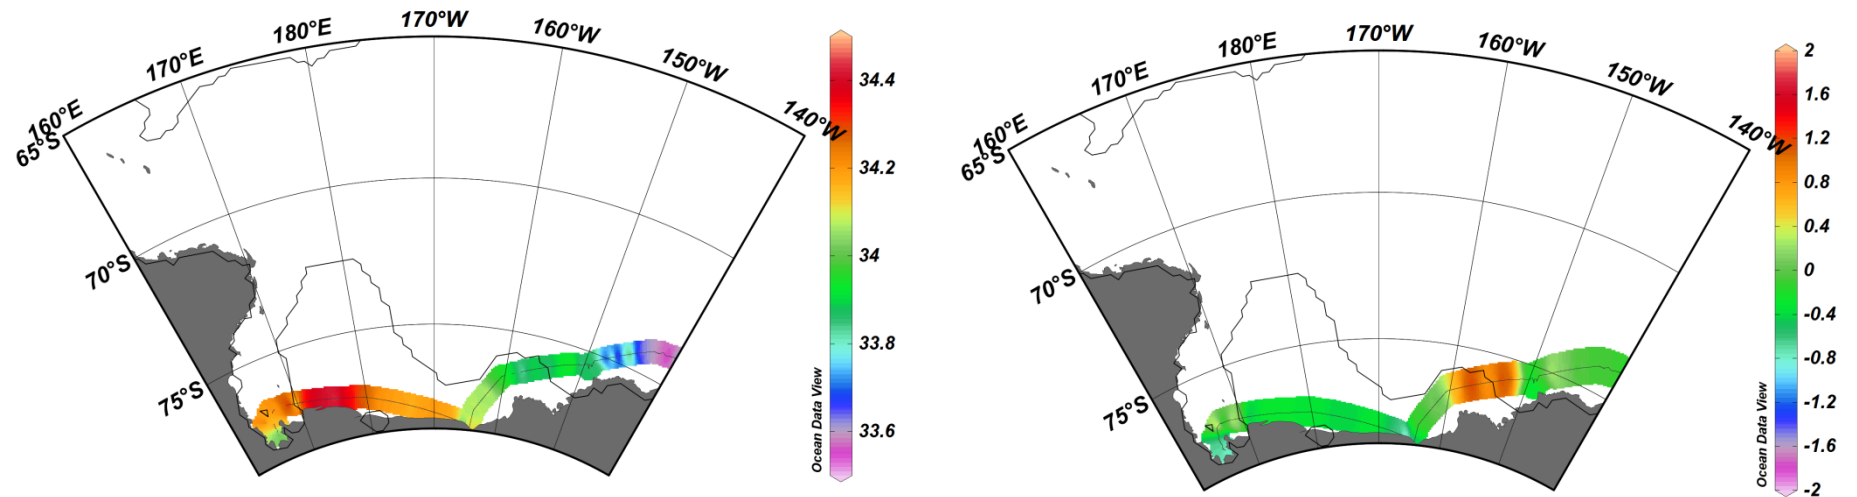 160°E
170°E
180°E
170°W
160°W
150°W
140°W
65°S
70°S
75°S
34.4
34.2
34
33.8
33.6
Ocean Data View
160°E
170°E
180°E
170°W
160°W
150°W
140°W
65°S
70°S
75°S
2
1.6
1.2
0.8
0.4
0
-0.4
-0.8
-1.2
-1.6
-2
Ocean Data View